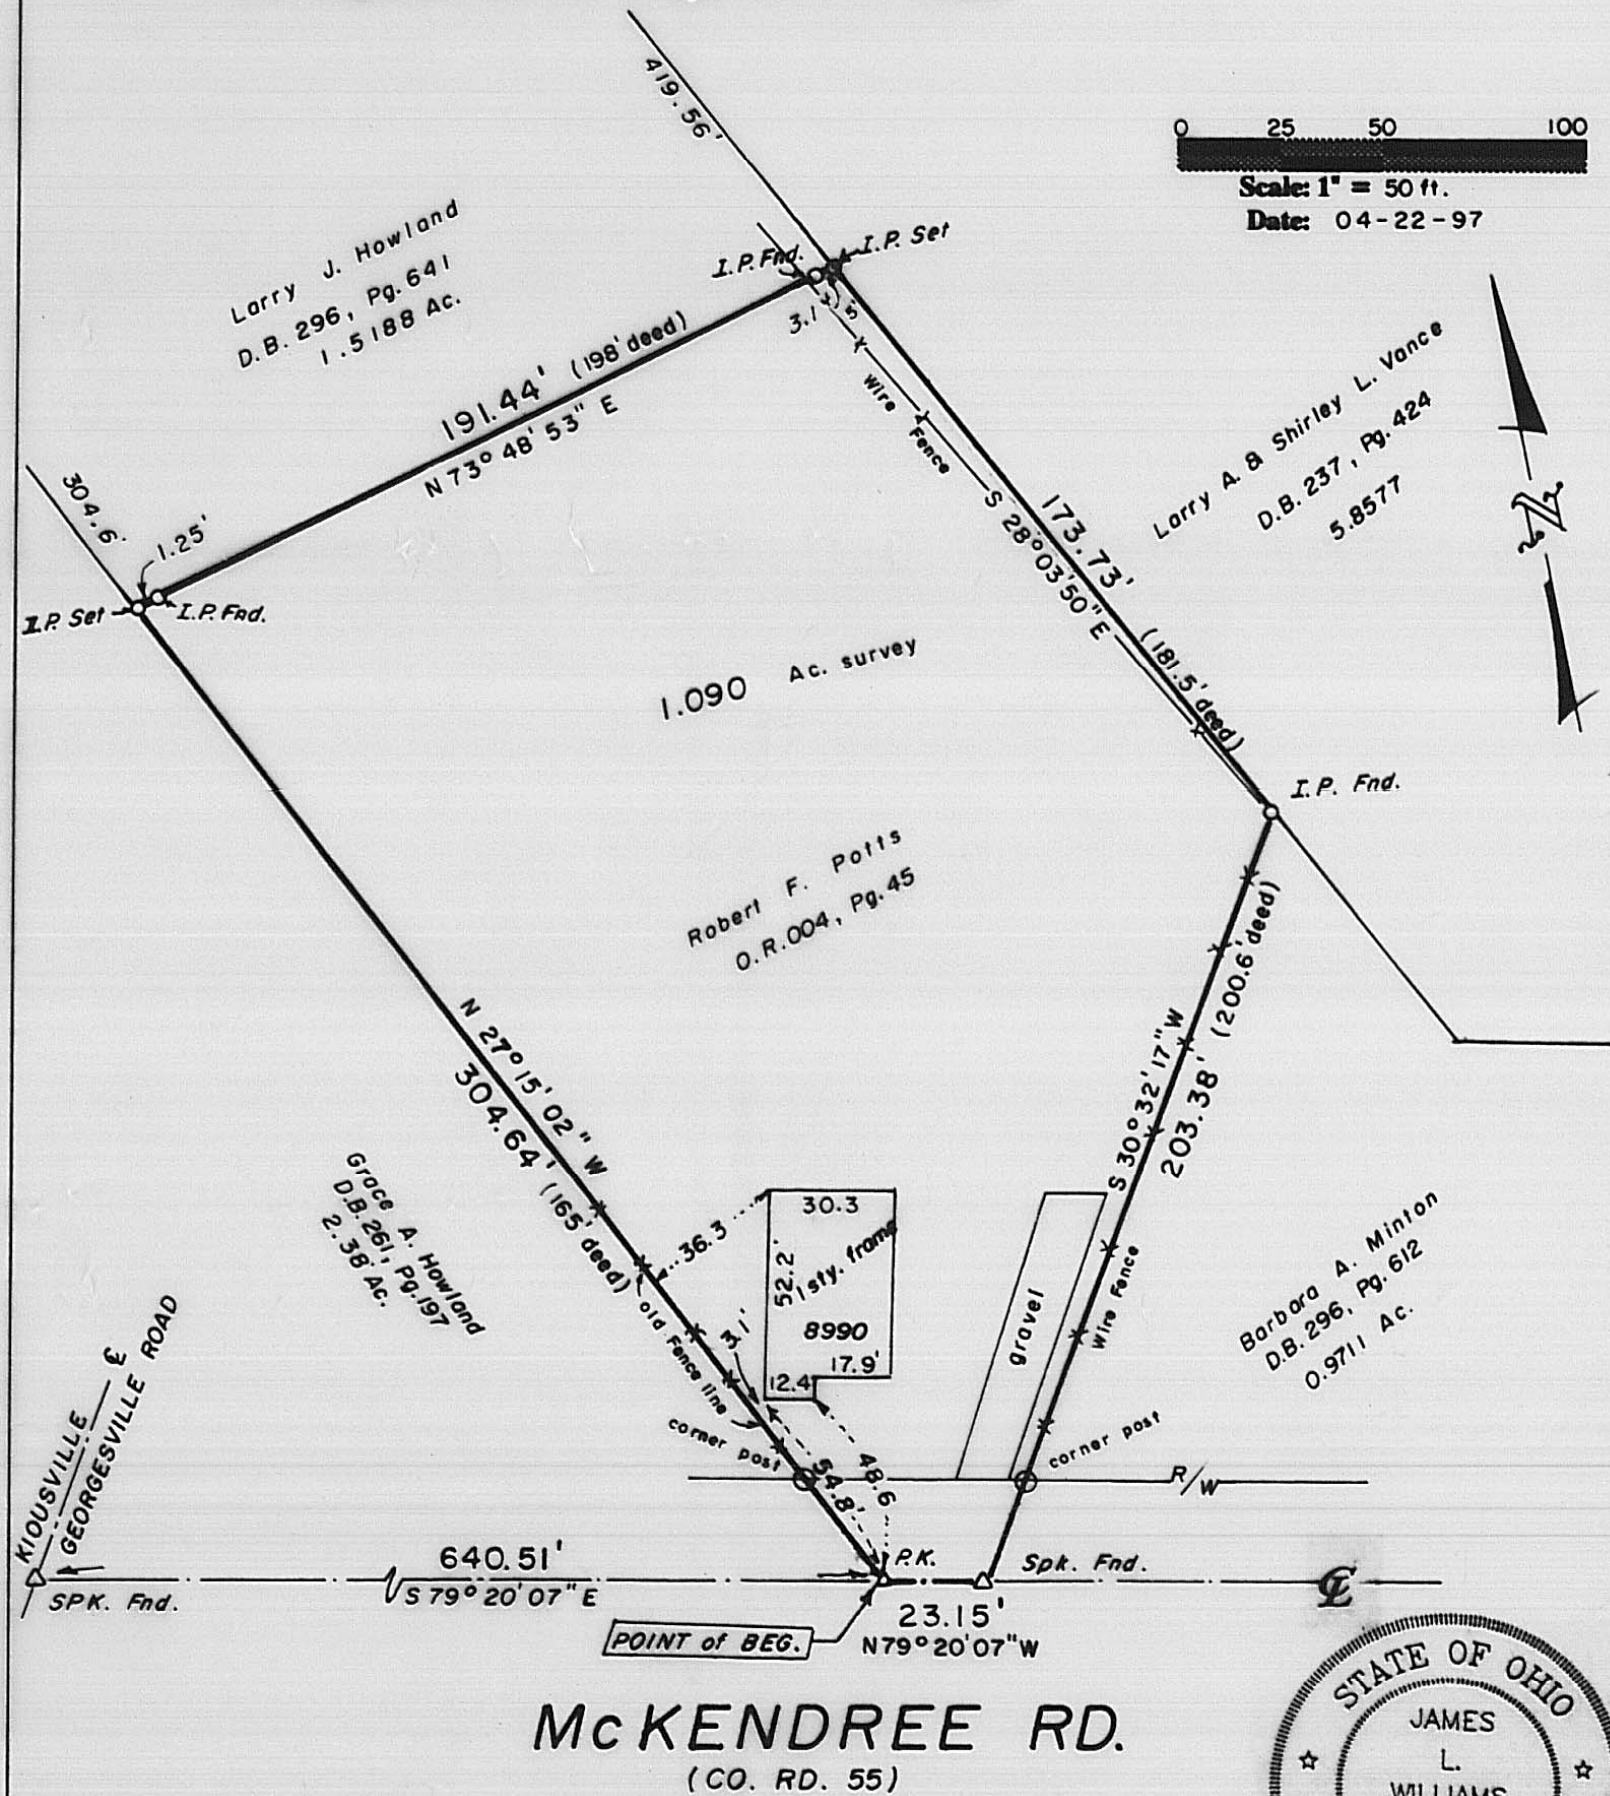 419.56'
0 25 50 100
Scale: 1" = 50 ft.
Date: 04-22-97
Larry J. Howland
D.B. 296, Pg. 641
1.5188 Ac.
I.P. Fnd.
I.P. Set
3.1
5'
191.44' (198' deed)
N 73° 48' 53" E
Wire Fence
S 28° 03' 50" E
173.73'
(181.5' deed)
Larry A. & Shirley L. Vance
D.B. 237, Pg. 424
5.8577
N
304.6'
1.25'
I.P. Set
I.P. Fnd.
1.090 Ac. survey
I.P. Fnd.
Robert F. Potts
O.R. 004, Pg. 45
N 27° 15' 02" W
304.64' (165' deed)
S 30° 32' 17" W
203.38' (200.6' deed)
Grace A. Howland
D.B. 261, Pg. 197
2.38 Ac.
36.3
30.3
52.2'
1 sty. frame
8990
17.9'
12.4
3.1'
old Fence line
corner post
54.8'
48.6
gravel
Wire Fence
corner post
Barbara A. Minton
D.B. 296, Pg. 612
0.9711 Ac.
R/W
KIOUSVILLE ℄
GEORGESVILLE ROAD
SPK. Fnd.
640.51'
S 79° 20' 07" E
P.K.
Spk. Fnd.
℄
23.15'
N 79° 20' 07" W
POINT of BEG.
McKENDREE RD.
(CO. RD. 55)
STATE OF OHIO
JAMES
L.
WILLIAMS